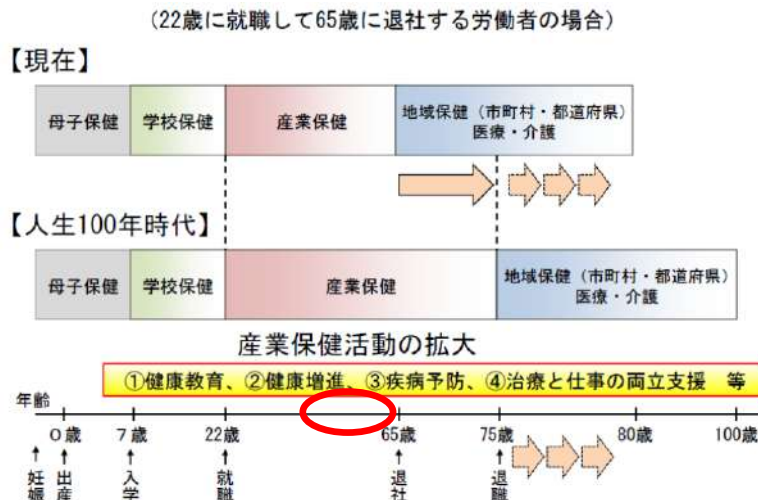 （22歳に就職して65歳に退社する労働者の場合）
【現在】
母子保健
学校保健
産業保健
地域保健（市町村・都道府県）
医療・介護
【人生100年時代】
母子保健
学校保健
産業保健
地域保健（市町村・都道府県）
医療・介護
産業保健活動の拡大
①健康教育、②健康増進、③疾病予防、④治療と仕事の両立支援　等
年齢
0歳
7歳
22歳
65歳
75歳
80歳
100歳
妊娠
出産
入学
就職
退社
退職